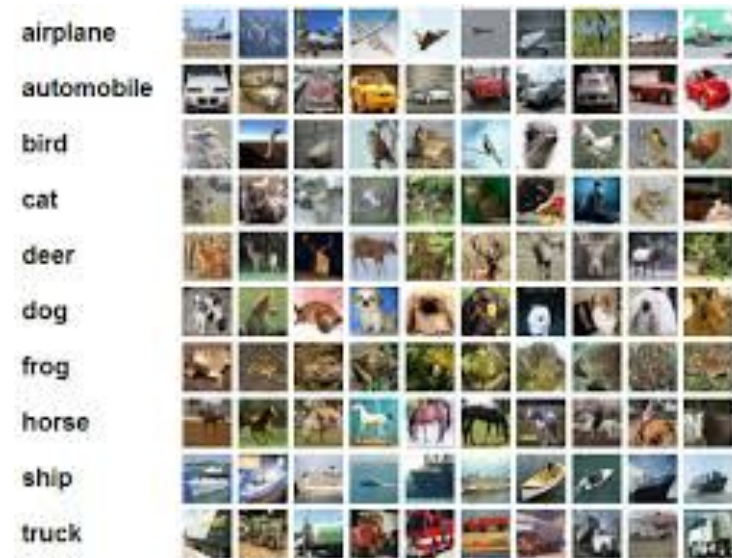 airplane
automobile
bird
cat
deer
dog
frog
horse
ship
truck